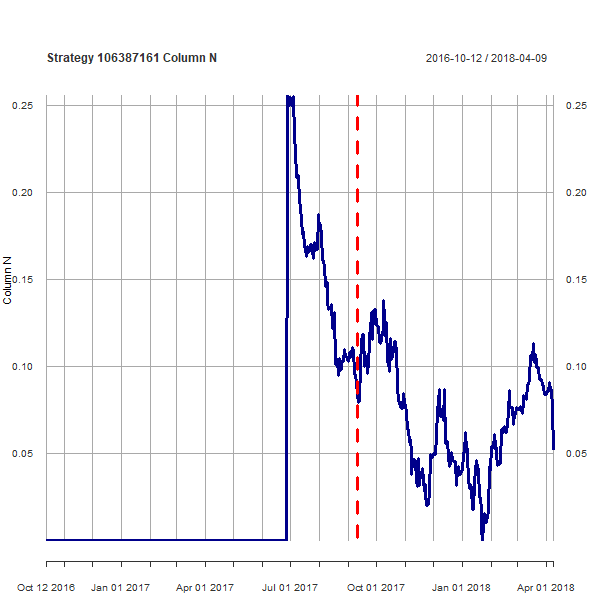 Strategy 106387161 Column N
2016-10-12 / 2018-04-09
0.25
0.25
0.20
0.20
0.15
0.15
0.10
0.10
0.05
0.05
Column N
Oct 12 2016
Jan 01 2017
Apr 01 2017
Jul 01 2017
Oct 01 2017
Jan 01 2018
Apr 01 2018